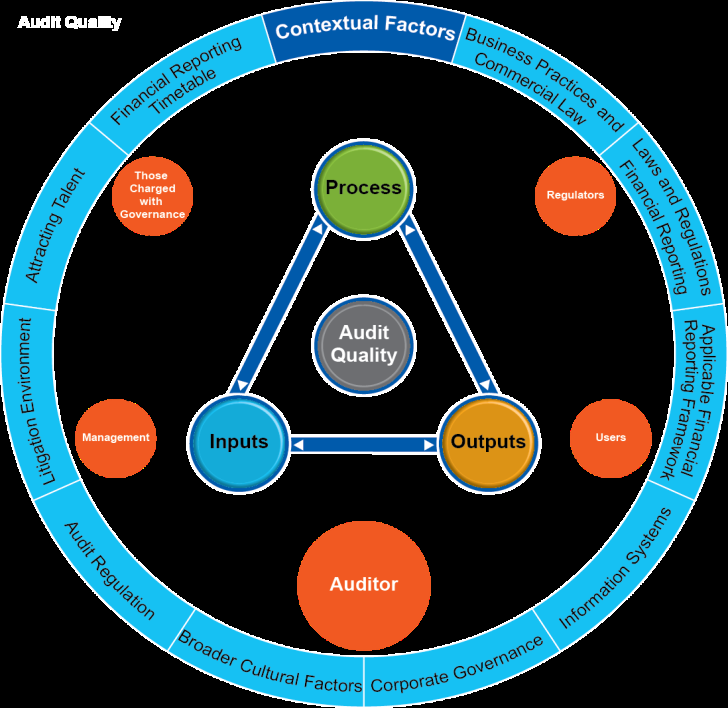 Audit Quality
Contextual Factors
Business Practices and
Commercial Law
Laws and Regulations
Financial Reporting
Applicable Financial
Reporting Framework
Information Systems
Corporate Governance
Broader Cultural Factors
Audit Regulation
Litigation Environment
Attracting Talent
Financial Reporting
Timetable
Those
Charged
with
Governance
Process
Regulators
Audit
Quality
Management
Inputs
Outputs
Users
Auditor